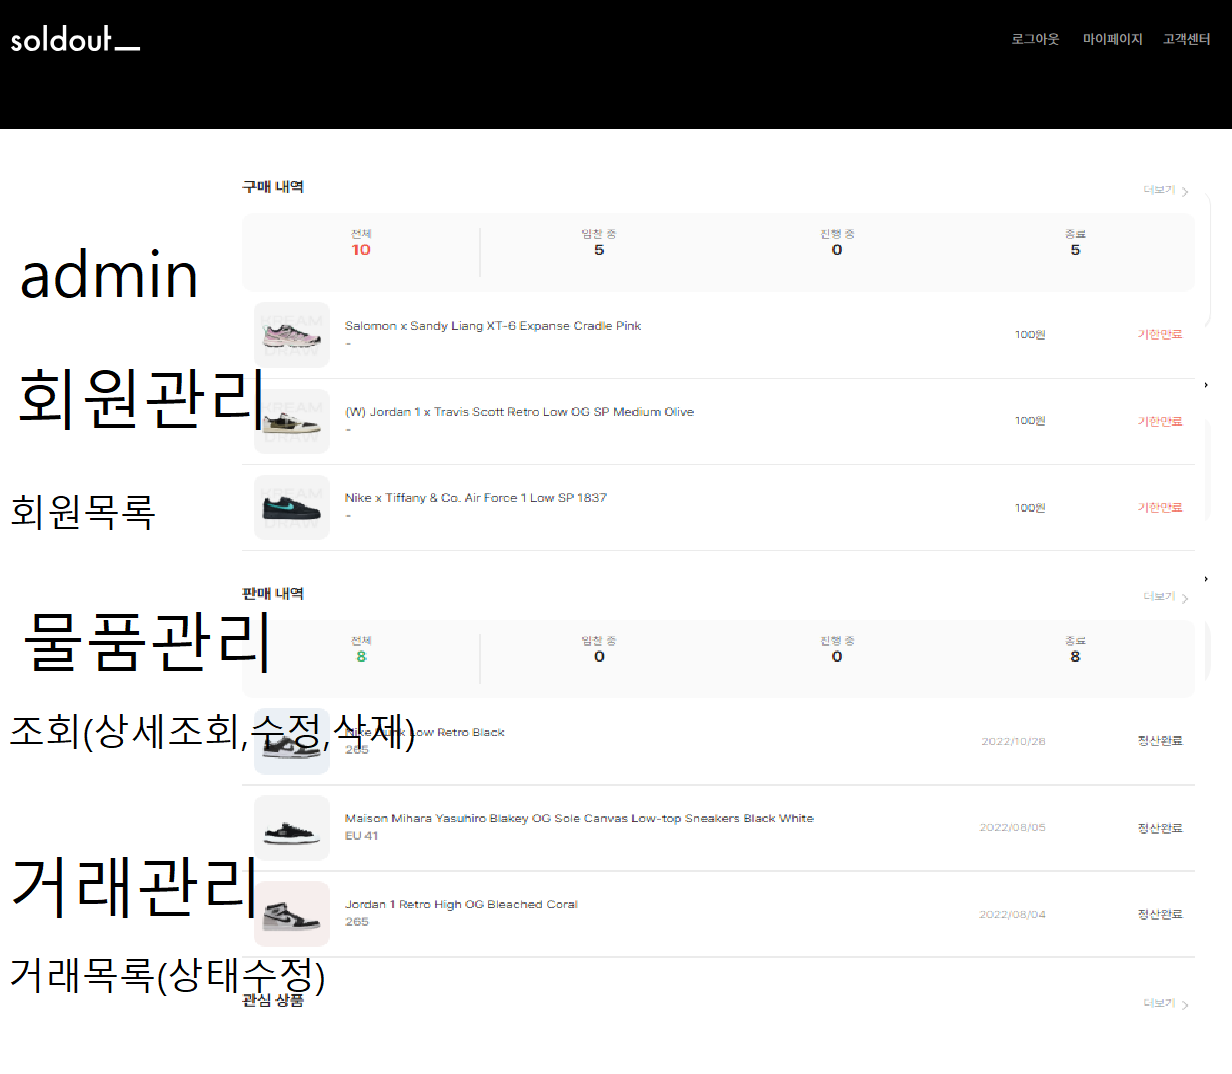 soldout
로그아웃 마이페이지 고객센터
구매 내역 더보기
전체 입찰 중 진행 중 종료
10 5 0 5
admin
Salomon x Sandy Liang XT-6 Expanse Cradle Pink
-
100원 기한만료
KREAM
DRAW
회원관리
(W) Jordan 1 x Travis Scott Retro Low OG SP Medium Olive
-
100원 기한만료
KREAM
DRAW
회원목록
Nike x Tiffany & Co. Air Force 1 Low SP 1837
-
100원 기한만료
KREAM
DRAW
판매 내역 더보기
물품관리
전체 입찰 중 진행 중 종료
8 0 0 8
조회(상세조회,수정,삭제)
Nike Dunk Low Retro Black
265
2022/10/28 정산완료
Maison Mihara Yasuhiro Blakey OG Sole Canvas Low-top Sneakers Black White
EU 41
2022/08/05 정산완료
거래관리
Jordan 1 Retro High OG Bleached Coral
265
2022/08/04 정산완료
거래목록(상태수정)
관심 상품 더보기